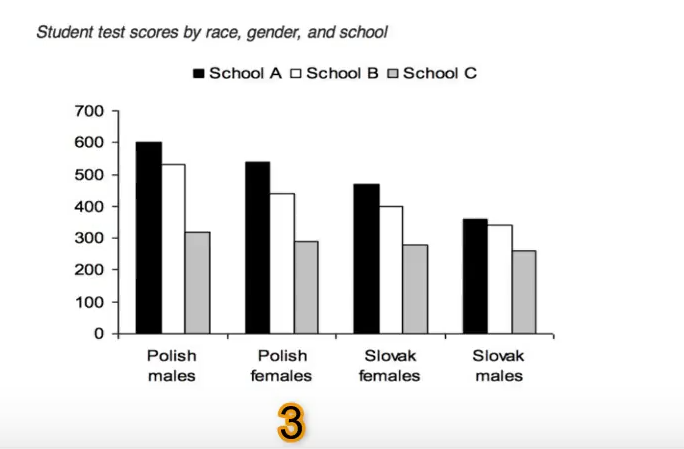 Student test scores by race, gender, and school
School A School B School C
700
600
500
400
300
200
100
0
Polish males
Polish females
Slovak females
Slovak males
3